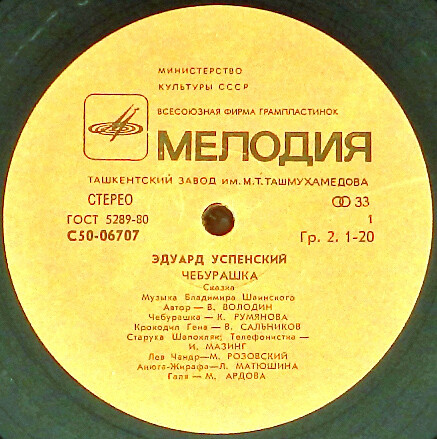 МИНИСТЕРСТВО
КУЛЬТУРЫ СССР
ВСЕСОЮЗНАЯ ФИРМА ГРАМПЛАСТИНОК
МЕЛОДИЯ
ТАШКЕНТСКИЙ ЗАВОД им. М.Т.ТАШМУХАМЕДОВА
СТЕРЕО 33
ГОСТ 5289-80 1
С50-06707 Гр. 2. 1-20
ЭДУАРД УСПЕНСКИЙ
ЧЕБУРАШКА
Сказка
Музыка Владимира Шаинского
Автор — В. ВОЛОДИН
Чебурашка — К. РУМЯНОВА
Крокодил Гена — В. САЛЬНИКОВ
Старуха Шапокляк; Телефонистка —
И. МАЗИНГ
Лев Чандр — М. РОЗОВСКИЙ
Анюта-Жирафа — Л. МАТЮШИНА
Галя — М. АРДОВА